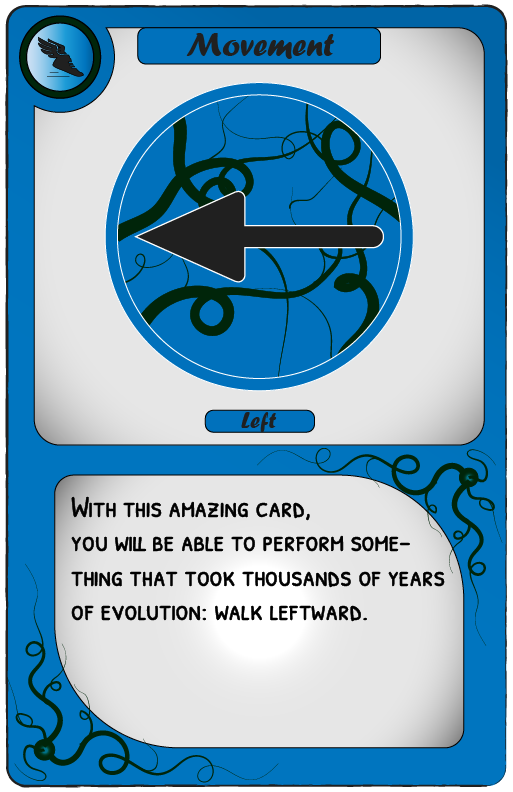 Movement
Left
WITH THIS AMAZING CARD,
YOU WILL BE ABLE TO PERFORM SOME-
THING THAT TOOK THOUSANDS OF YEARS
OF EVOLUTION: WALK LEFTWARD.